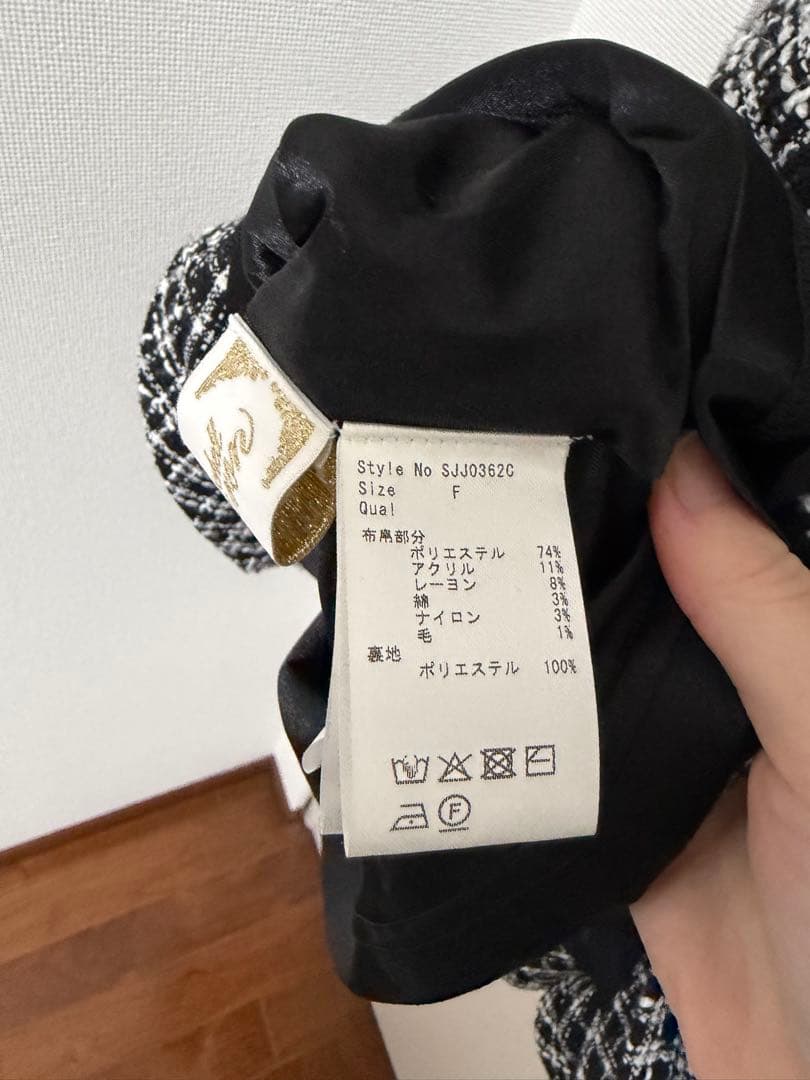 Style No SJJ0362C
Size F
Qual
布帛部分
ポリエステル 74%
アクリル 11%
レーヨン 8%
綿 3%
ナイロン 3%
毛 1%
裏地
ポリエステル 100%
F